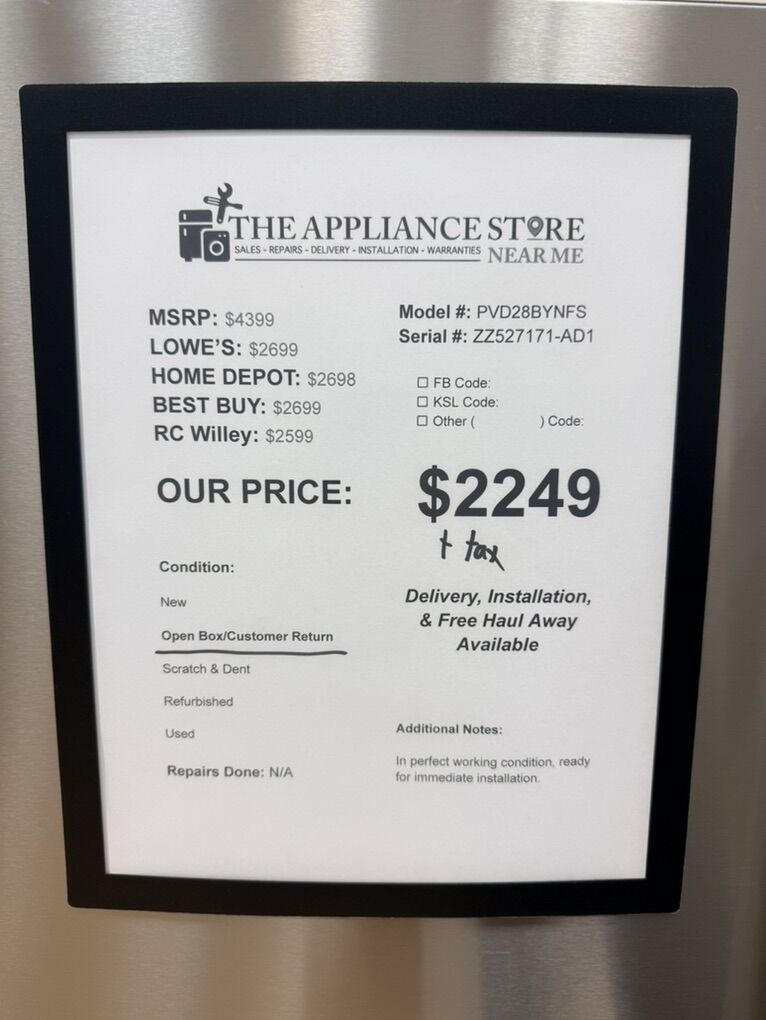 THE APPLIANCE STORE
SALES - REPAIRS - DELIVERY - INSTALLATION - WARRANTIES NEAR ME
MSRP: $4399
LOWE'S: $2699
HOME DEPOT: $2698
BEST BUY: $2699
RC Willey: $2599
Model #: PVD28BYNFS
Serial #: ZZ527171-AD1
☐ FB Code:
☐ KSL Code:
☐ Other ( ) Code:
OUR PRICE: $2249
+ tax
Condition:
New
Open Box/Customer Return
Scratch & Dent
Refurbished
Used
Repairs Done: N/A
Delivery, Installation,
& Free Haul Away
Available
Additional Notes:
In perfect working condition, ready
for immediate installation.